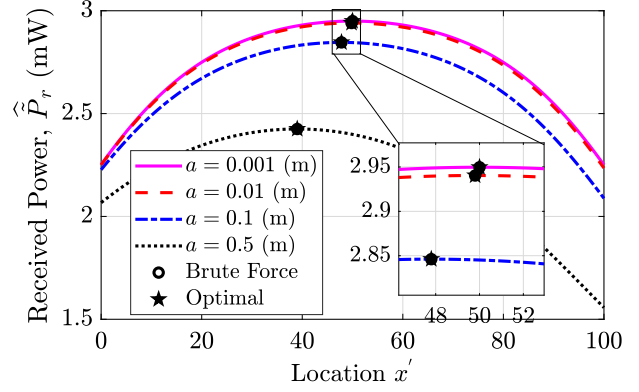 Received Power, P̃̂_r (mW)
3
2.5
2
1.5
a = 0.001 (m)
a = 0.01 (m)
a = 0.1 (m)
a = 0.5 (m)
Brute Force
Optimal
2.95
2.9
2.85
48 50 52
0 20 40 60 80 100
Location x′